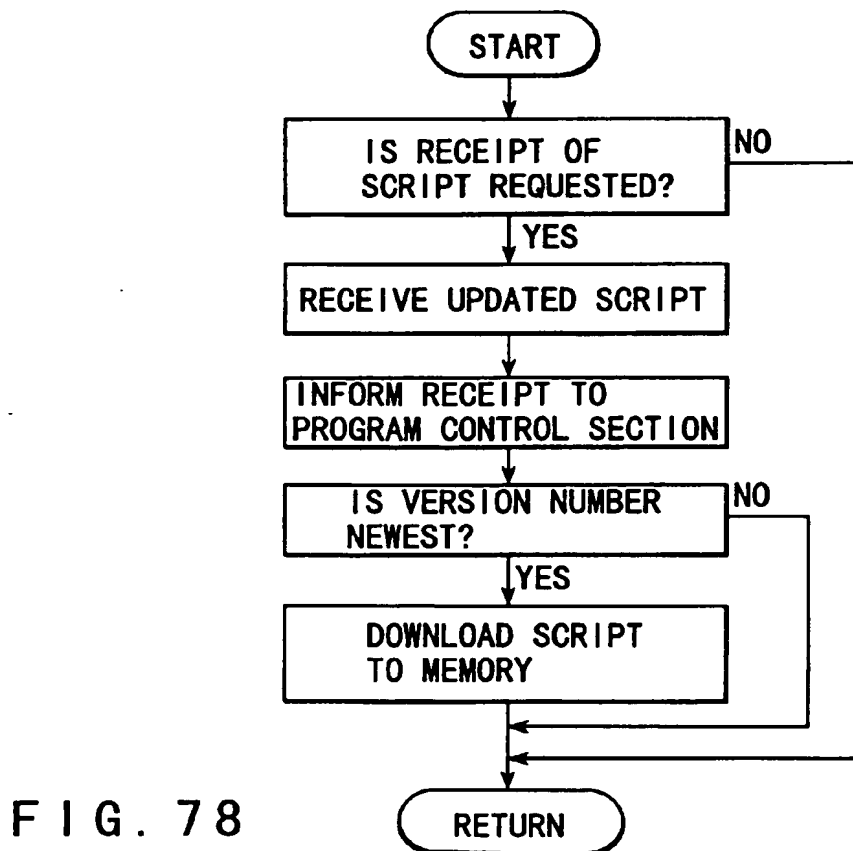 START
IS RECEIPT OF
SCRIPT REQUESTED?
NO
YES
RECEIVE UPDATED SCRIPT
INFORM RECEIPT TO
PROGRAM CONTROL SECTION
IS VERSION NUMBER
NEWEST?
NO
YES
DOWNLOAD SCRIPT
TO MEMORY
RETURN
FIG. 78